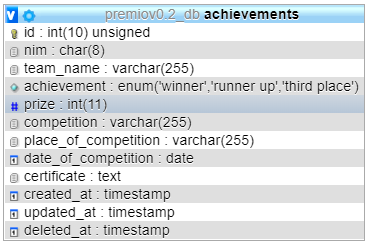 v premiov0.2_db achievements
id : int(10) unsigned
nim : char(8)
team_name : varchar(255)
achievement : enum('winner','runner up','third place')
prize : int(11)
competition : varchar(255)
place_of_competition : varchar(255)
date_of_competition : date
certificate : text
created_at : timestamp
updated_at : timestamp
deleted_at : timestamp